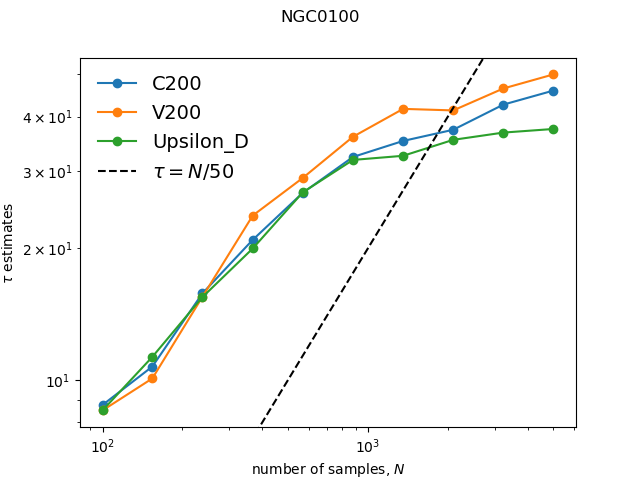 NGC0100
C200
V200
Upsilon_D
τ = N/50
4 × 10¹
3 × 10¹
2 × 10¹
10¹
τ estimates
10² 10³
number of samples, N